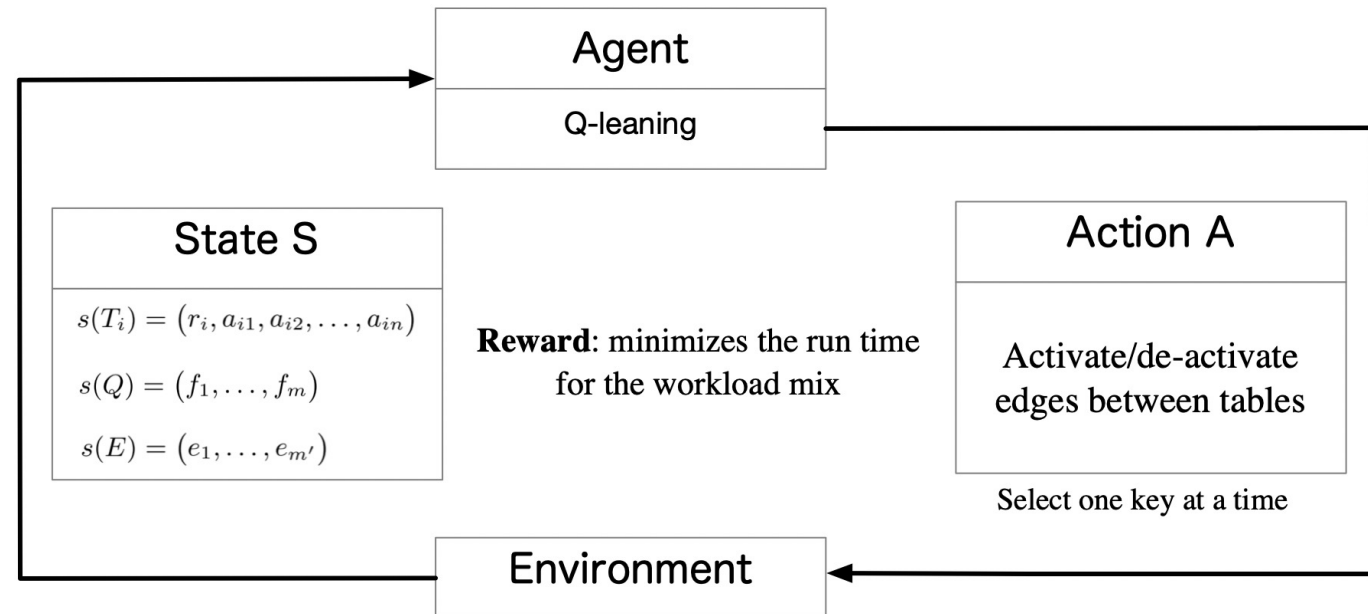 Agent
Q-leaning
State S
s(T_i) = (r_i, a_{i1}, a_{i2}, . . . , a_{in})
s(Q) = (f_1, . . . , f_m)
s(E) = (e_1, . . . , e_{m'})
Reward: minimizes the run time
for the workload mix
Action A
Activate/de-activate
edges between tables
Select one key at a time
Environment